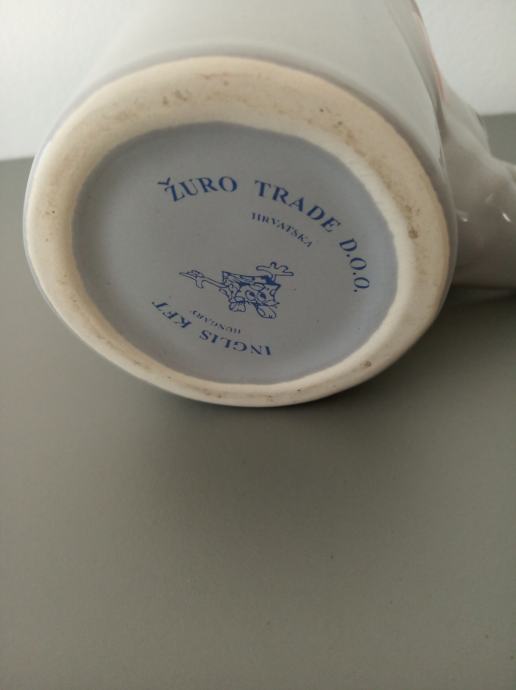 ŽURO TRADE D.O.O.
HRVATSKA
HUNGARY
INGLIS KFT